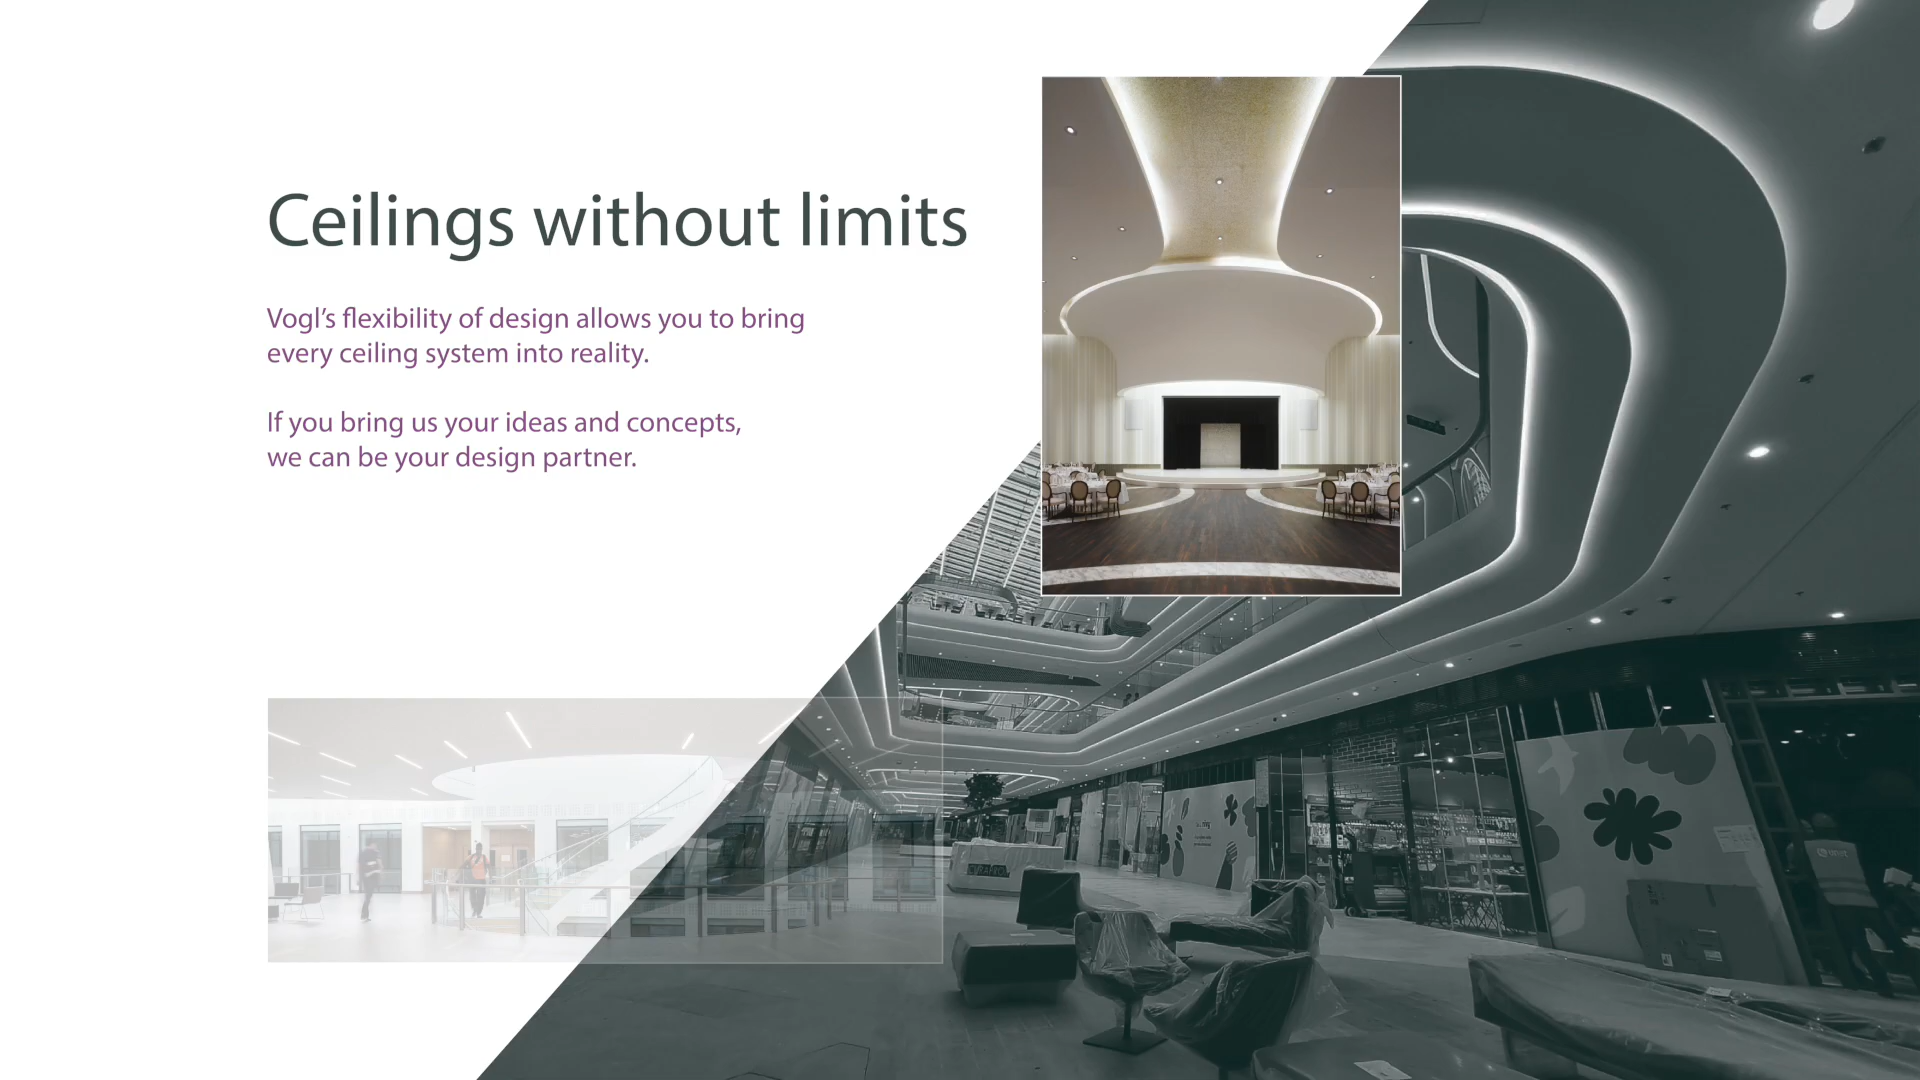 Ceilings without limits
Vogl’s flexibility of design allows you to bring
every ceiling system into reality.
If you bring us your ideas and concepts,
we can be your design partner.